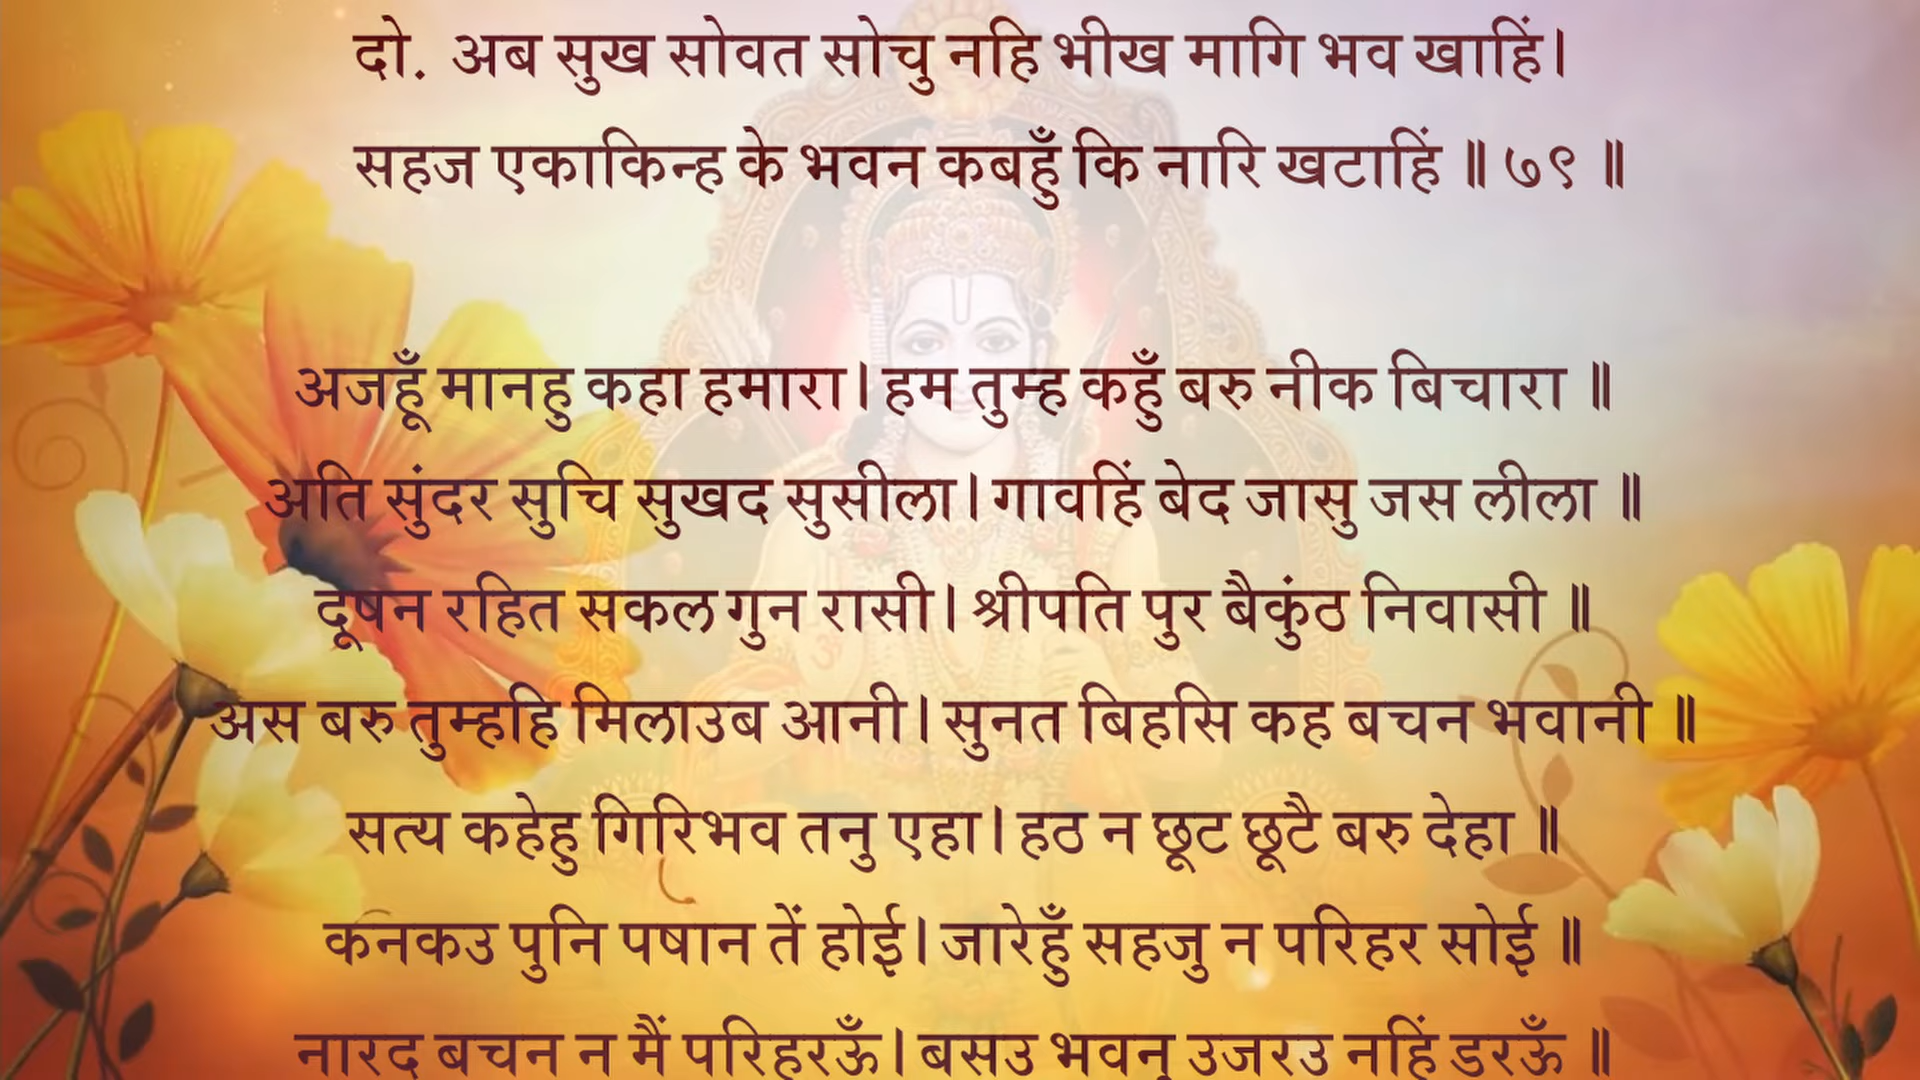 दो. अब सुख सोवत सोचु नहि भीख मागि भव खाहिं।
सहज एकाकिन्ह के भवन कबहुँ कि नारि खटाहिं ॥ ७९ ॥
अजहूँ मानहु कहा हमारा। हम तुम्ह कहुँ बरु नीक बिचारा ॥
अति सुंदर सुचि सुखद सुसीला। गावहिं बेद जासु जस लीला ॥
दूषन रहित सकल गुन रासी। श्रीपति पुर बैकुंठ निवासी ॥
अस बरु तुम्हहि मिलाउब आनी। सुनत बिहसि कह बचन भवानी ॥
सत्य कहेहु गिरिभव तनु एहा। हठ न छूट छूटै बरु देहा ॥
कनकउ पुनि पषान तें होई। जारेहुँ सहजु न परिहर सोई ॥
नारद बचन न मैं परिहरऊँ। बसउ भवनु उजरउ नहिं डरऊँ ॥